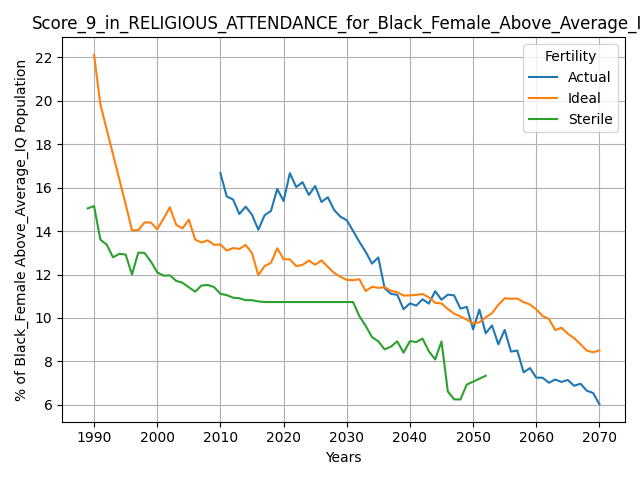 Score_9_in_RELIGIOUS_ATTENDANCE_for_Black_Female_Above_Average_I
% of Black_Female Above_Average_IQ Population
22
20
18
16
14
12
10
8
6
Fertility
Actual
Ideal
Sterile
1990 2000 2010 2020 2030 2040 2050 2060 2070
Years